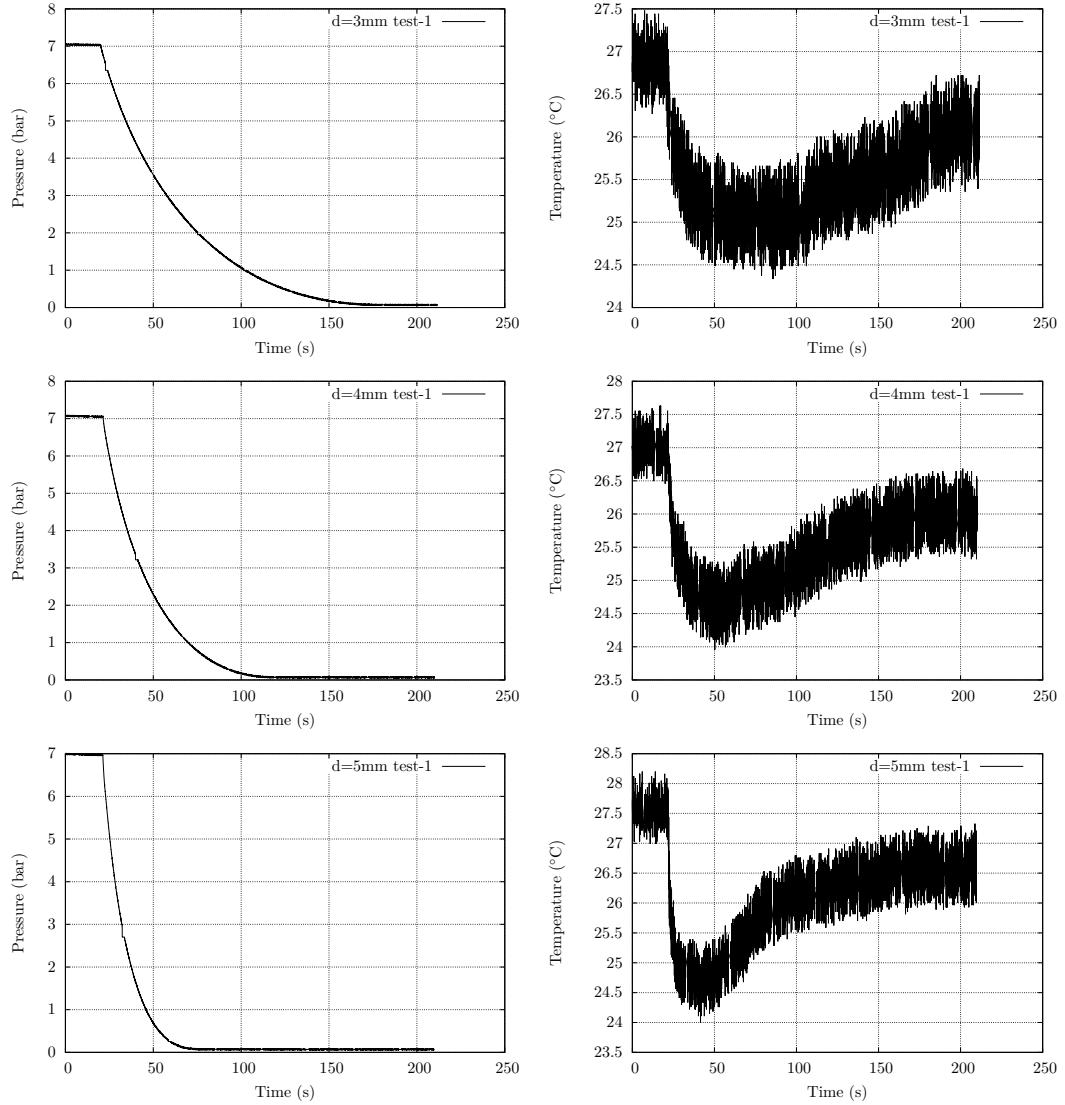 8
7
6
5
4
3
2
1
0
0 50 100 150 200 250
Pressure (bar)
Time (s)
d=3mm test-1
27.5
27
26.5
26
25.5
25
24.5
24
0 50 100 150 200 250
Temperature (°C)
Time (s)
d=3mm test-1
8
7
6
5
4
3
2
1
0
0 50 100 150 200 250
Pressure (bar)
Time (s)
d=4mm test-1
28
27.5
27
26.5
26
25.5
25
24.5
24
23.5
0 50 100 150 200 250
Temperature (°C)
Time (s)
d=4mm test-1
7
6
5
4
3
2
1
0
0 50 100 150 200 250
Pressure (bar)
Time (s)
d=5mm test-1
28.5
28
27.5
27
26.5
26
25.5
25
24.5
24
23.5
0 50 100 150 200 250
Temperature (°C)
Time (s)
d=5mm test-1